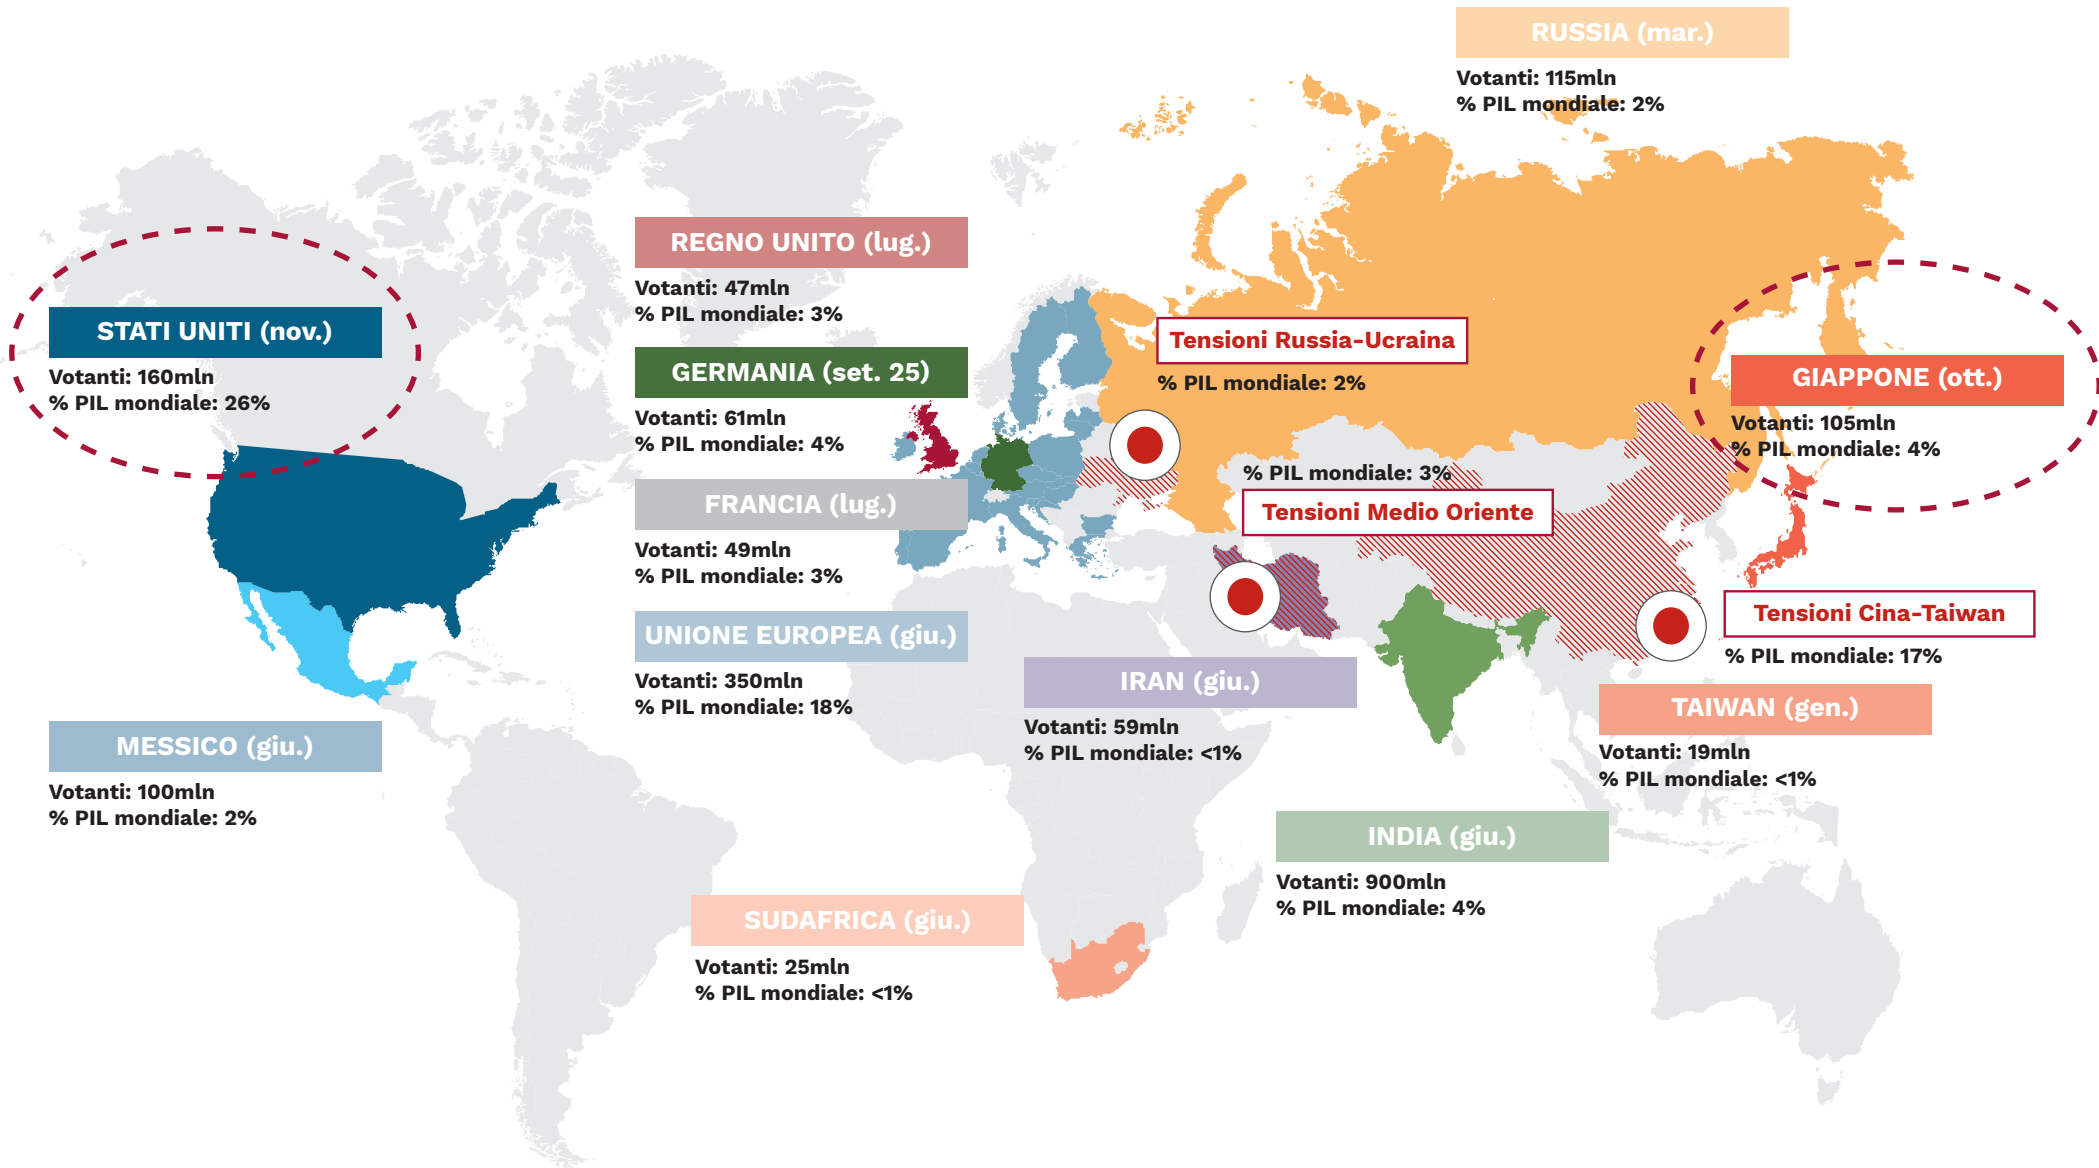 RUSSIA (mar.)
Votanti: 115mln
% PIL mondiale: 2%
REGNO UNITO (lug.)
Votanti: 47mln
% PIL mondiale: 3%
STATI UNITI (nov.)
Votanti: 160mln
% PIL mondiale: 26%
GERMANIA (set. 25)
Votanti: 61mln
% PIL mondiale: 4%
Tensioni Russia-Ucraina
% PIL mondiale: 2%
GIAPPONE (ott.)
Votanti: 105mln
% PIL mondiale: 4%
% PIL mondiale: 3%
Tensioni Medio Oriente
FRANCIA (lug.)
Votanti: 49mln
% PIL mondiale: 3%
Tensioni Cina-Taiwan
% PIL mondiale: 17%
UNIONE EUROPEA (giu.)
Votanti: 350mln
% PIL mondiale: 18%
IRAN (giu.)
Votanti: 59mln
% PIL mondiale: <1%
TAIWAN (gen.)
Votanti: 19mln
% PIL mondiale: <1%
MESSICO (giu.)
Votanti: 100mln
% PIL mondiale: 2%
INDIA (giu.)
Votanti: 900mln
% PIL mondiale: 4%
SUDAFRICA (giu.)
Votanti: 25mln
% PIL mondiale: <1%